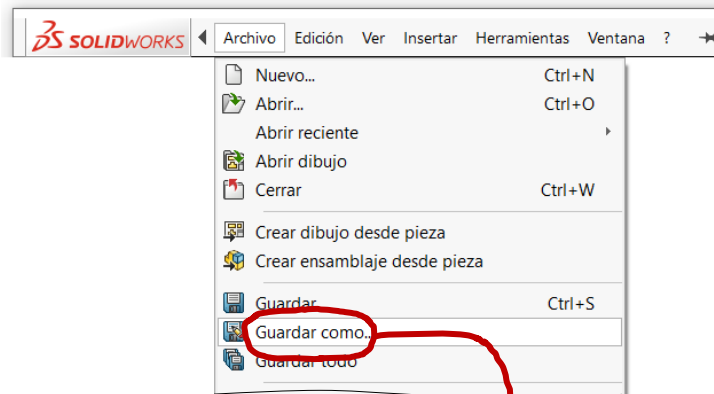 SOLIDWORKS Archivo Edición Ver Insertar Herramientas Ventana ?
Nuevo... Ctrl+N
Abrir... Ctrl+O
Abrir reciente
Abrir dibujo
Cerrar Ctrl+W
Crear dibujo desde pieza
Crear ensamblaje desde pieza
Guardar Ctrl+S
Guardar como...
Guardar todo